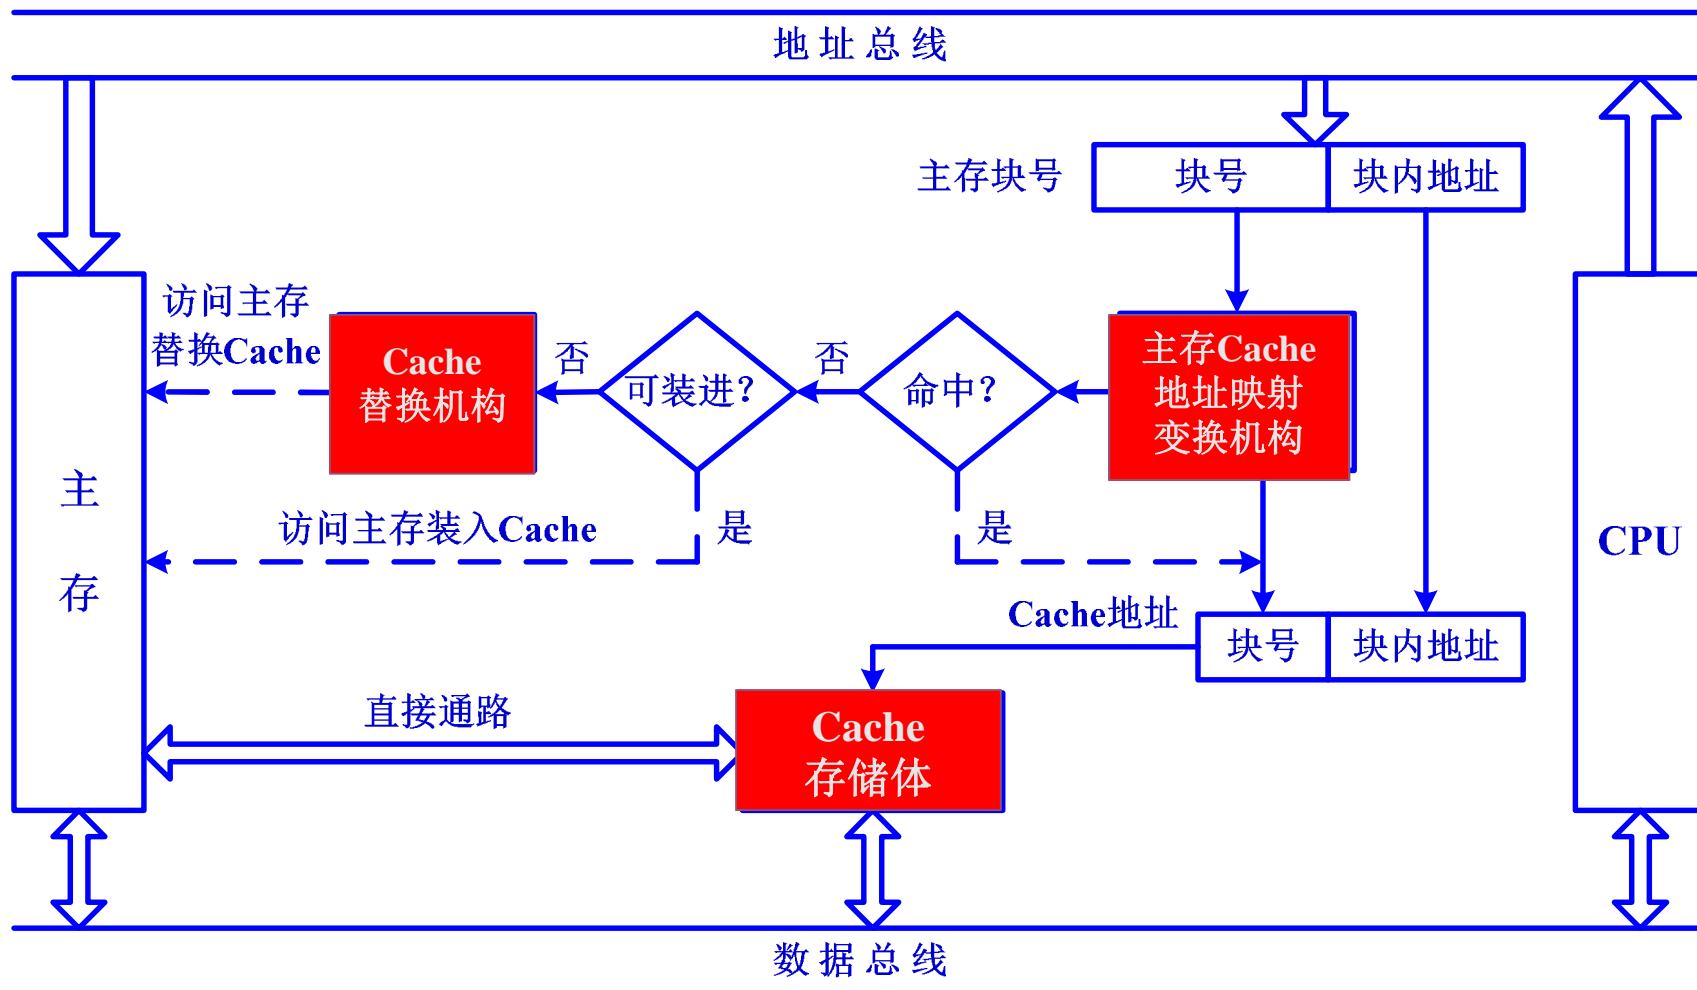 地址总线
主存块号
块号
块内地址
访问主存
替换Cache
Cache
替换机构
否
可装进?
否
命中?
主存Cache
地址映射
变换机构
主
存
访问主存装入Cache
是
是
CPU
Cache地址
块号
块内地址
直接通路
Cache
存储体
数据总线